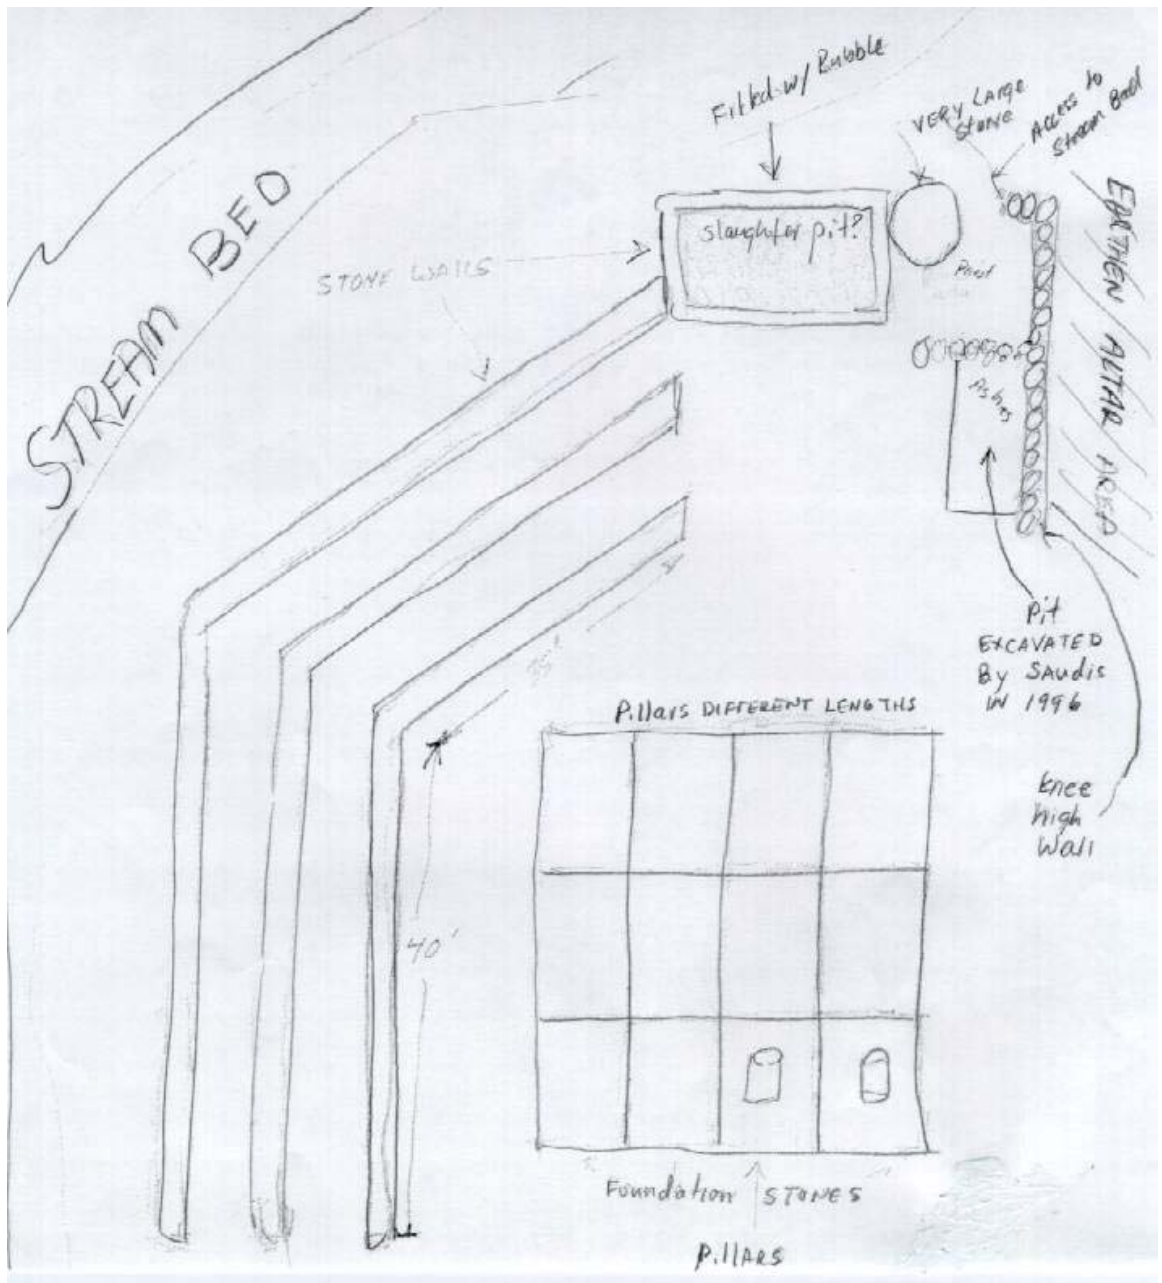 Filled w/ Rubble
VERY LARGE
STONE
Access to
Stream Bed
STREAM BED
STONE WALLS
slaughter pit?
EARTHEN ALTAR AREA
Ashes
Pit
EXCAVATED
By SAUDIS
IN 1996
Knee
high
Wall
Pillars DIFFERENT LENGTHS
40'
Foundation STONES
PillARS